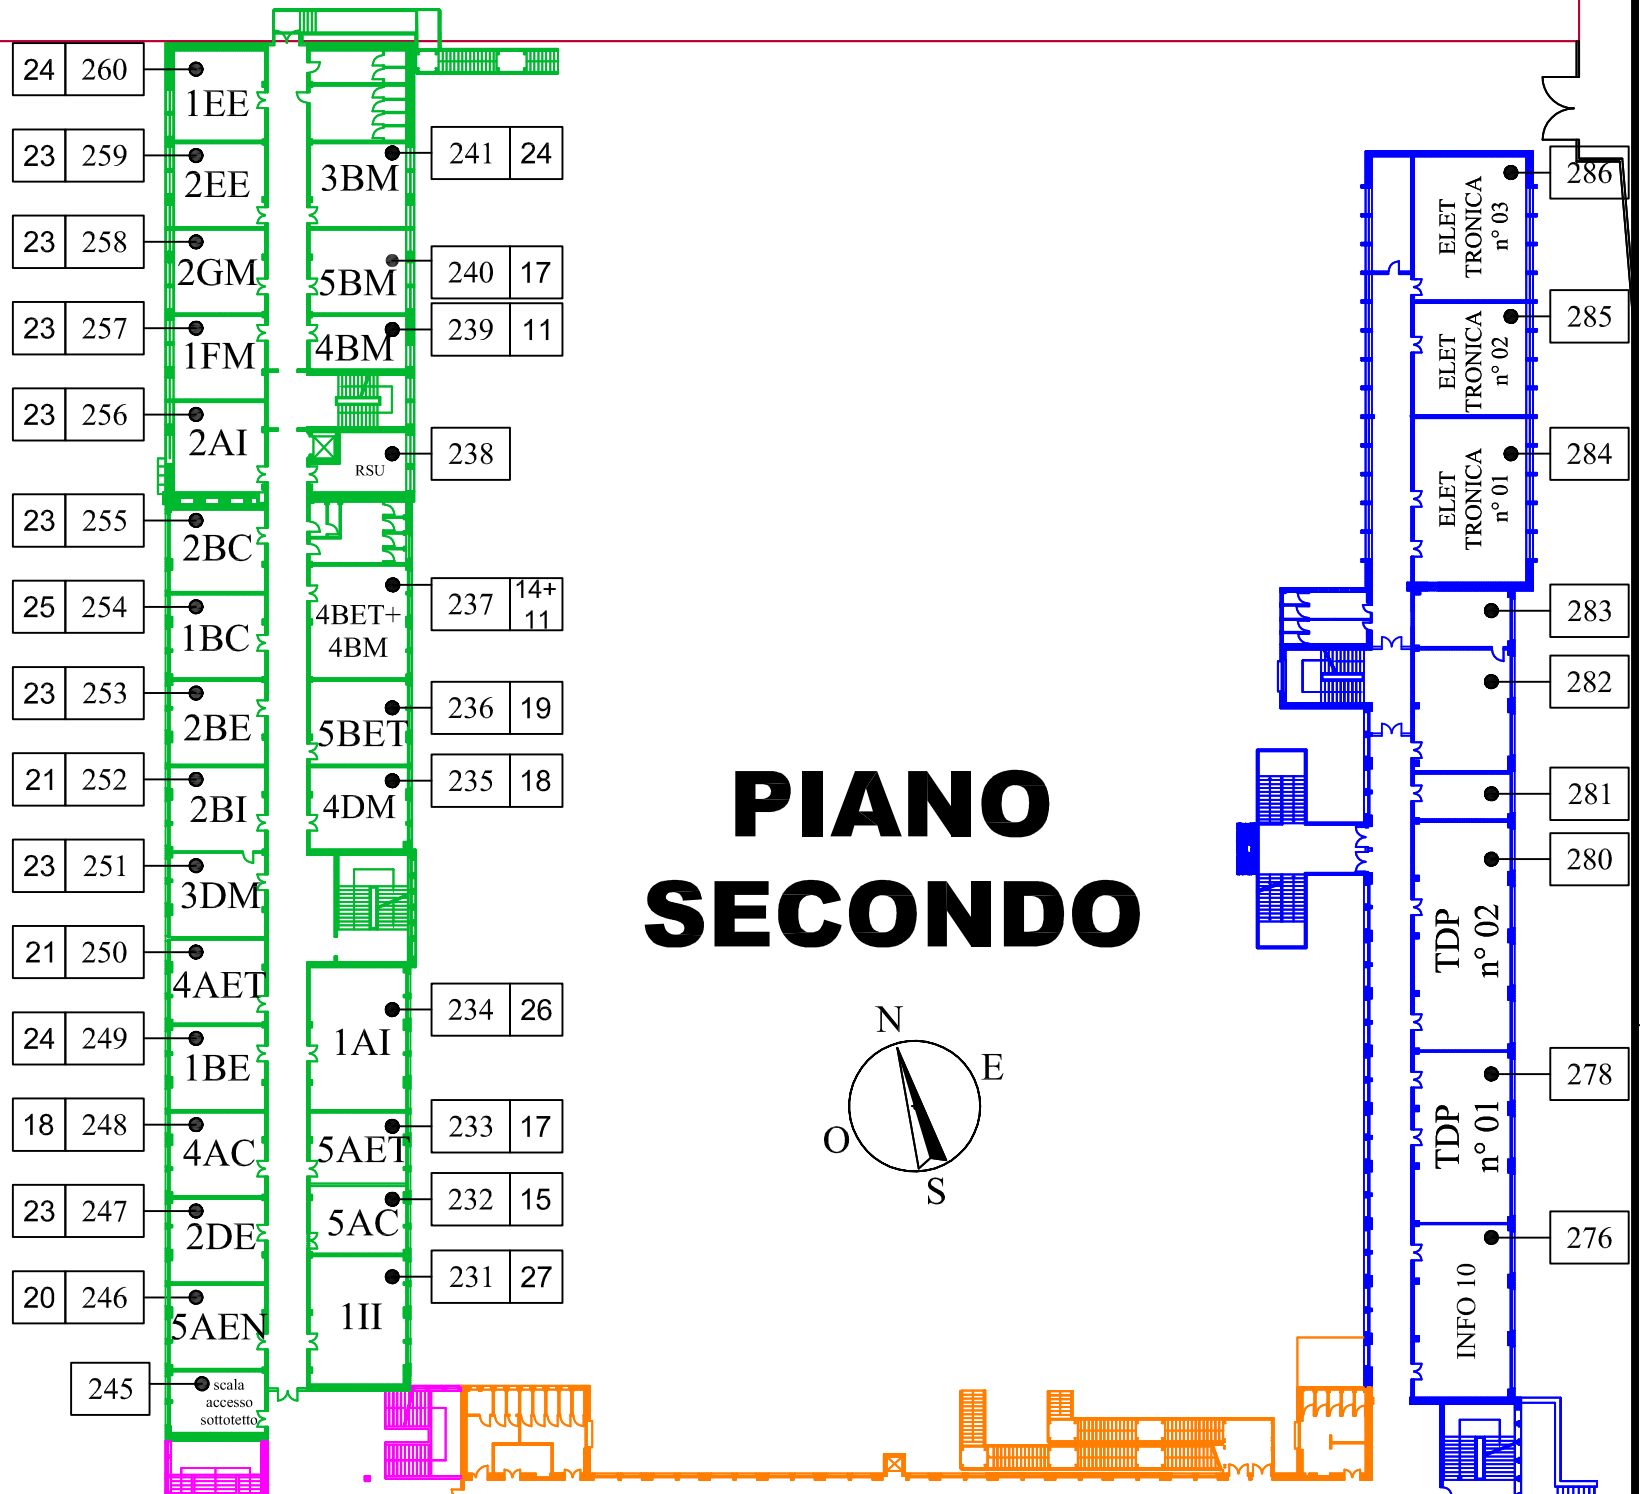 24 260
1EE
23 259
2EE
23 258
2GM
23 257
1FM
23 256
2AI
23 255
2BC
25 254
1BC
23 253
2BE
21 252
2BI
23 251
3DM
21 250
4AET
24 249
1BE
18 248
4AC
23 247
2DE
20 246
5AEN
245
scala
accesso
sottotetto
3BM
241 24
5BM
240 17
4BM
239 11
RSU
238
4BET+
4BM
237 14+
11
5BET
236 19
4DM
235 18
1AI
234 26
5AET
233 17
5AC
232 15
1II
231 27
PIANO
SECONDO
N
E
O
S
ELET
TRONICA
n° 03
286
ELET
TRONICA
n° 02
285
ELET
TRONICA
n° 01
284
283
282
281
TDP
n° 02
280
TDP
n° 01
278
INFO 10
276